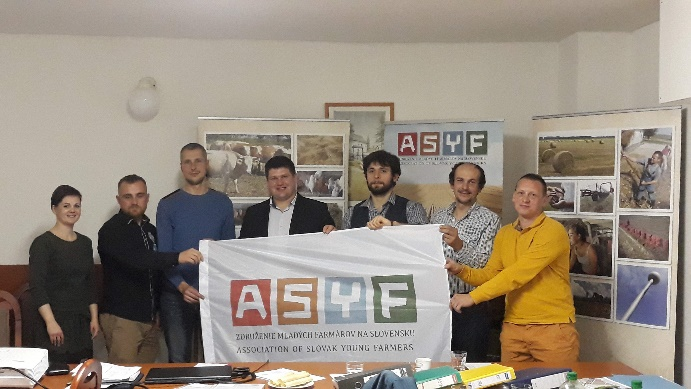 ASYF
ASYF
ZDRUŽENIE MLADÝCH FARMÁROV NA SLOVENSKU
ASSOCIATION OF SLOVAK YOUNG FARMERS